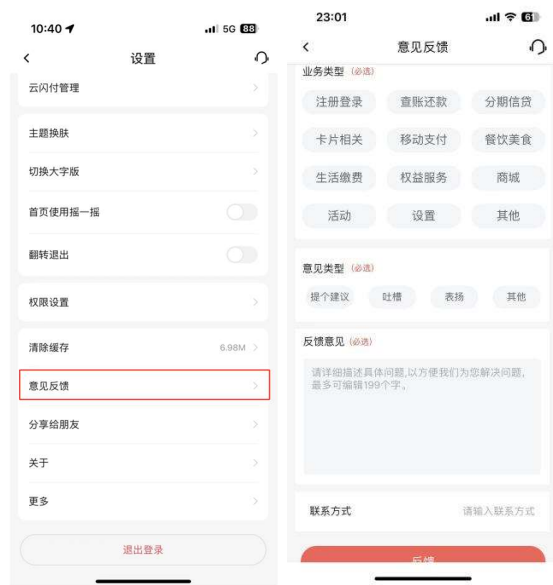 10:40
5G 88
设置
云闪付管理
主题换肤
切换大字版
首页使用摇一摇
翻转退出
权限设置
清除缓存 6.98M
意见反馈
分享给朋友
关于
更多
退出登录
23:01
61
意见反馈
业务类型 (必选)
注册登录 查账还款 分期信贷
卡片相关 移动支付 餐饮美食
生活缴费 权益服务 商城
活动 设置 其他
意见类型 (必选)
提个建议 吐槽 表扬 其他
反馈意见 (必选)
请详细描述具体问题,以方便我们为您解决问题,
最多可编辑199个字。
联系方式 请输入联系方式
反馈